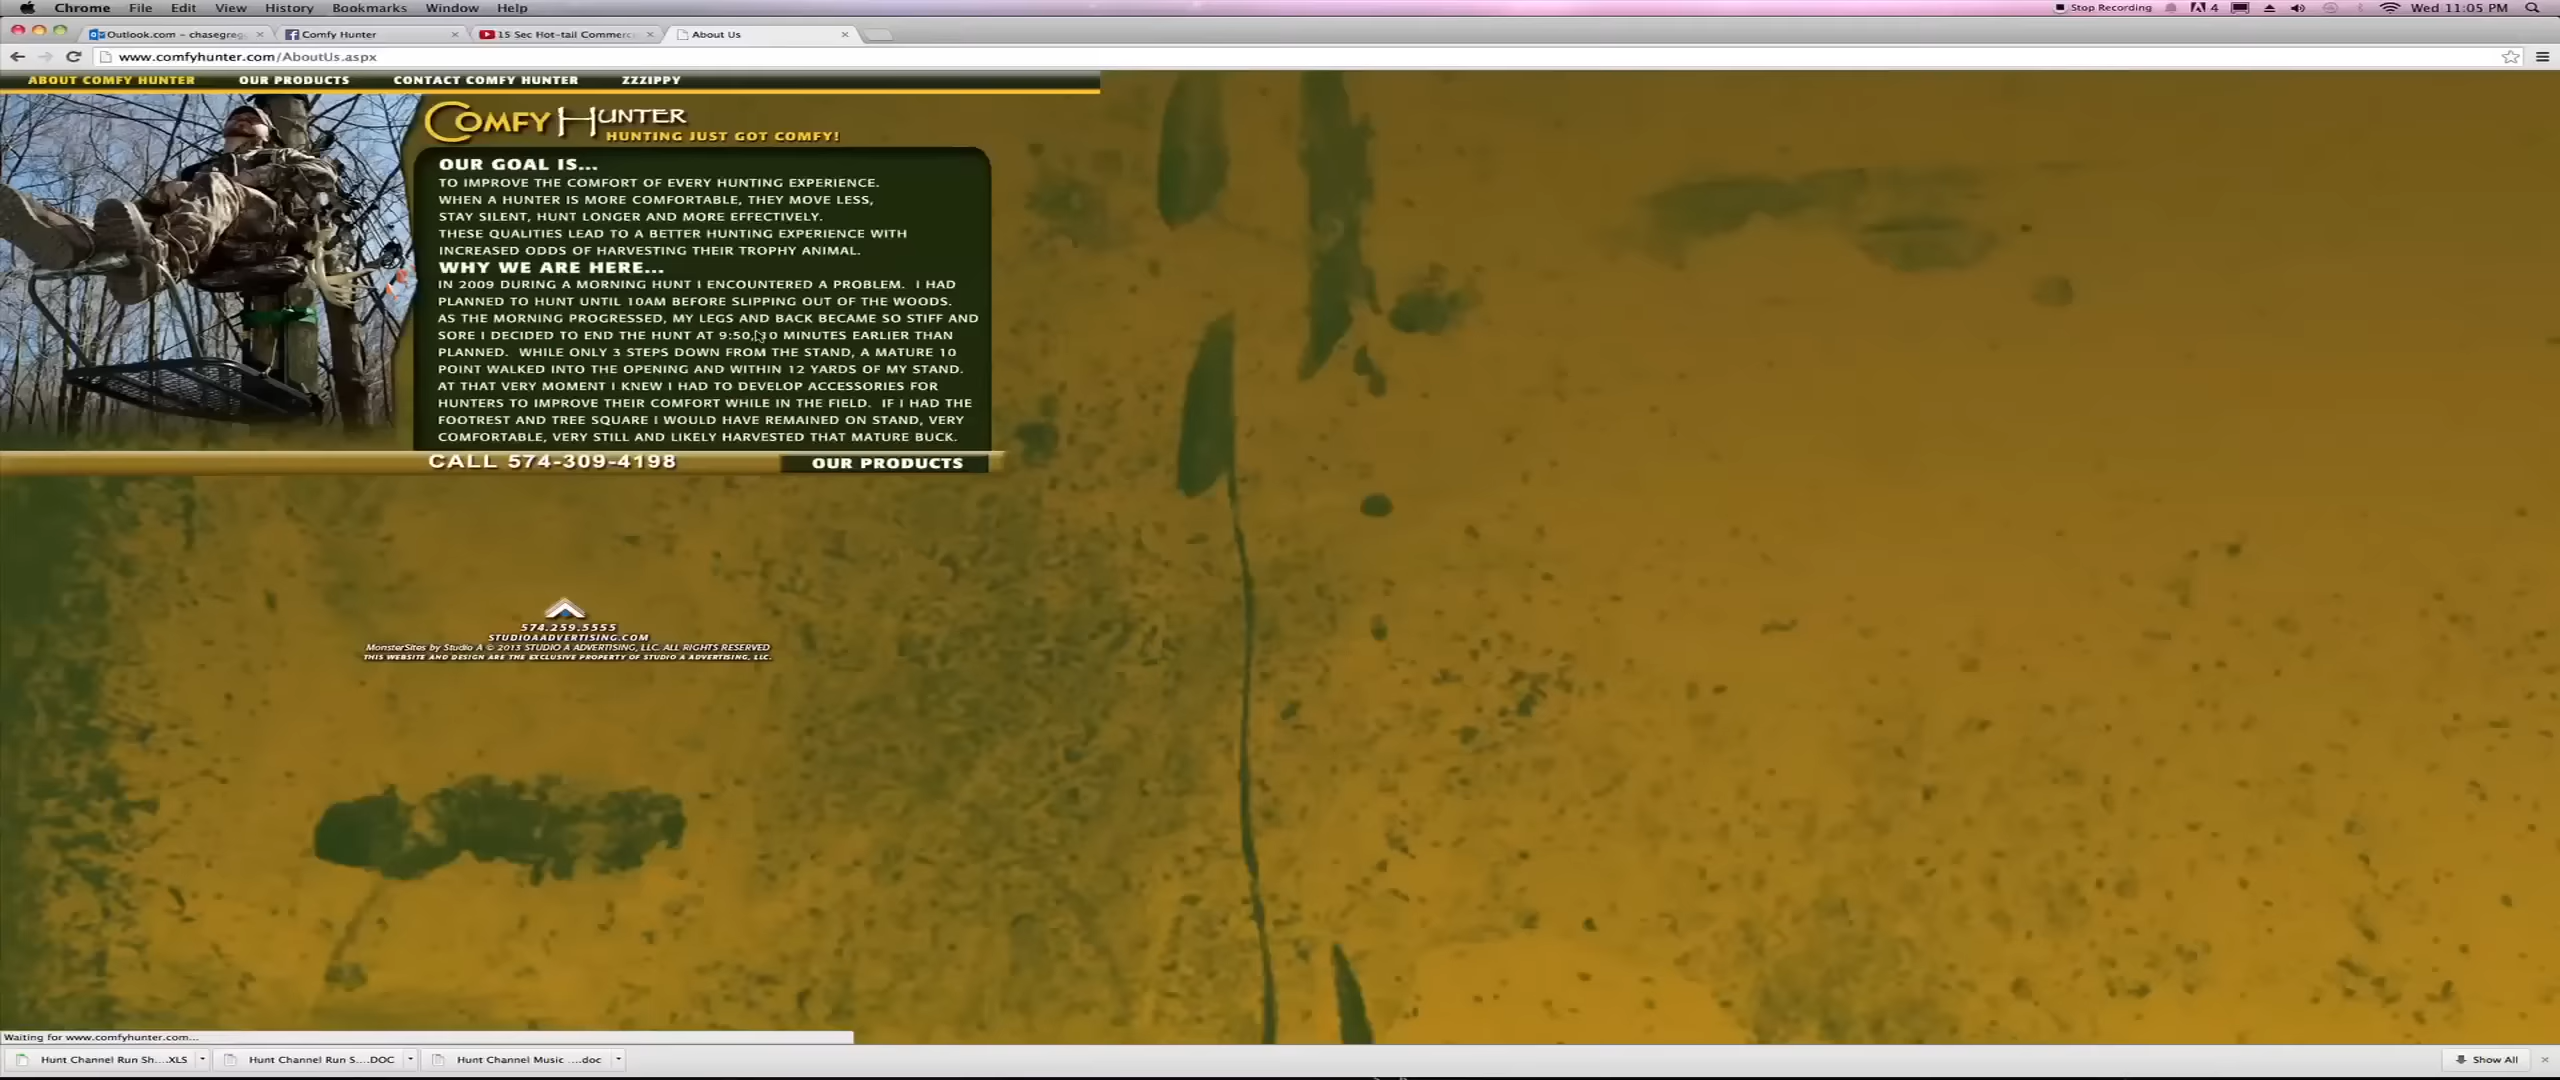 Chrome File Edit View History Bookmarks Window Help
Stop Recording 4 Wed 11:05 PM
Outlook.com – chasegreg Comfy Hunter 15 Sec Hot-tail Commerc About Us
www.comfyhunter.com/AboutUs.aspx
ABOUT COMFY HUNTER OUR PRODUCTS CONTACT COMFY HUNTER ZZZIPPY
COMFY HUNTER
HUNTING JUST GOT COMFY!
OUR GOAL IS...
TO IMPROVE THE COMFORT OF EVERY HUNTING EXPERIENCE.
WHEN A HUNTER IS MORE COMFORTABLE, THEY MOVE LESS,
STAY SILENT, HUNT LONGER AND MORE EFFECTIVELY.
THESE QUALITIES LEAD TO A BETTER HUNTING EXPERIENCE WITH
INCREASED ODDS OF HARVESTING THEIR TROPHY ANIMAL.
WHY WE ARE HERE...
IN 2009 DURING A MORNING HUNT I ENCOUNTERED A PROBLEM. I HAD
PLANNED TO HUNT UNTIL 10AM BEFORE SLIPPING OUT OF THE WOODS.
AS THE MORNING PROGRESSED, MY LEGS AND BACK BECAME SO STIFF AND
SORE I DECIDED TO END THE HUNT AT 9:50, 10 MINUTES EARLIER THAN
PLANNED. WHILE ONLY 3 STEPS DOWN FROM THE STAND, A MATURE 10
POINT WALKED INTO THE OPENING AND WITHIN 12 YARDS OF MY STAND.
AT THAT VERY MOMENT I KNEW I HAD TO DEVELOP ACCESSORIES FOR
HUNTERS TO IMPROVE THEIR COMFORT WHILE IN THE FIELD. IF I HAD THE
FOOTREST AND TREE SQUARE I WOULD HAVE REMAINED ON STAND, VERY
COMFORTABLE, VERY STILL AND LIKELY HARVESTED THAT MATURE BUCK.
CALL 574-309-4198 OUR PRODUCTS
574.259.5555
STUDIOAADVERTISING.COM
MonsterSites by Studio A © 2013 STUDIO A ADVERTISING, LLC. ALL RIGHTS RESERVED
THIS WEBSITE AND DESIGN ARE THE EXCLUSIVE PROPERTY OF STUDIO A ADVERTISING, LLC.
Waiting for www.comfyhunter.com...
Hunt Channel Run Sh....XLS Hunt Channel Run S....DOC Hunt Channel Music ....doc Show All